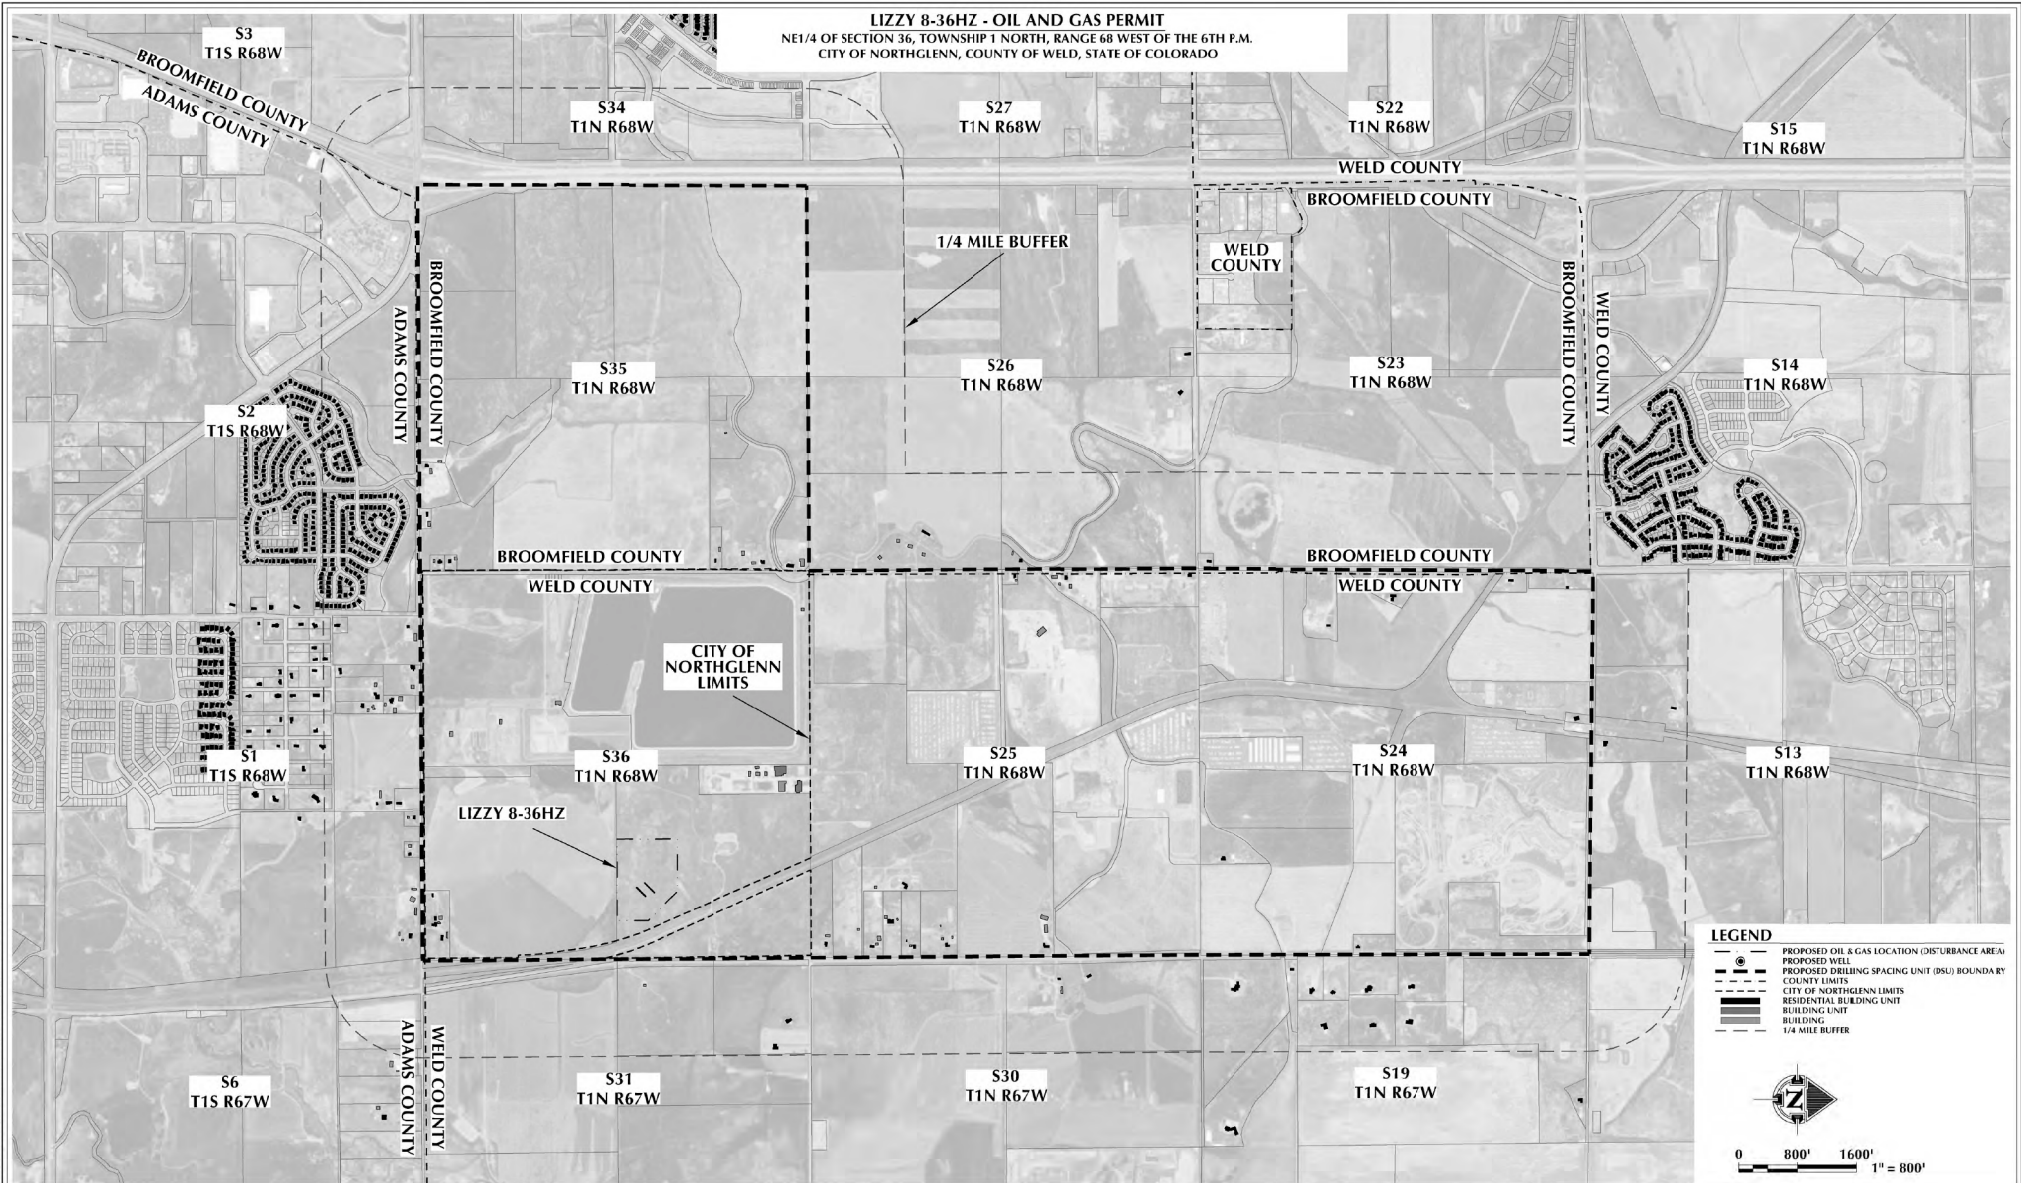 LIZZY 8-36HZ - OIL AND GAS PERMIT
NE1/4 OF SECTION 36, TOWNSHIP 1 NORTH, RANGE 68 WEST OF THE 6TH P.M.
CITY OF NORTHGLENN, COUNTY OF WELD, STATE OF COLORADO
S3
T1S R68W
BROOMFIELD COUNTY
ADAMS COUNTY
S34
T1N R68W
S27
T1N R68W
S22
T1N R68W
S15
T1N R68W
WELD COUNTY
BROOMFIELD COUNTY
1/4 MILE BUFFER
WELD
COUNTY
BROOMFIELD COUNTY
ADAMS COUNTY
BROOMFIELD COUNTY
WELD COUNTY
S35
T1N R68W
S26
T1N R68W
S23
T1N R68W
S14
T1N R68W
S2
T1S R68W
BROOMFIELD COUNTY
WELD COUNTY
BROOMFIELD COUNTY
WELD COUNTY
CITY OF
NORTHGLENN
LIMITS
S1
T1S R68W
S36
T1N R68W
S25
T1N R68W
S24
T1N R68W
S13
T1N R68W
LIZZY 8-36HZ
ADAMS COUNTY
WELD COUNTY
S6
T1S R67W
S31
T1N R67W
S30
T1N R67W
S19
T1N R67W
LEGEND
PROPOSED OIL & GAS LOCATION (DISTURBANCE AREA)
PROPOSED WELL
PROPOSED DRILLING SPACING UNIT (DSU) BOUNDARY
COUNTY LIMITS
CITY OF NORTHGLENN LIMITS
RESIDENTIAL BUILDING UNIT
BUILDING UNIT
BUILDING
1/4 MILE BUFFER
Z
0 800' 1600'
1" = 800'